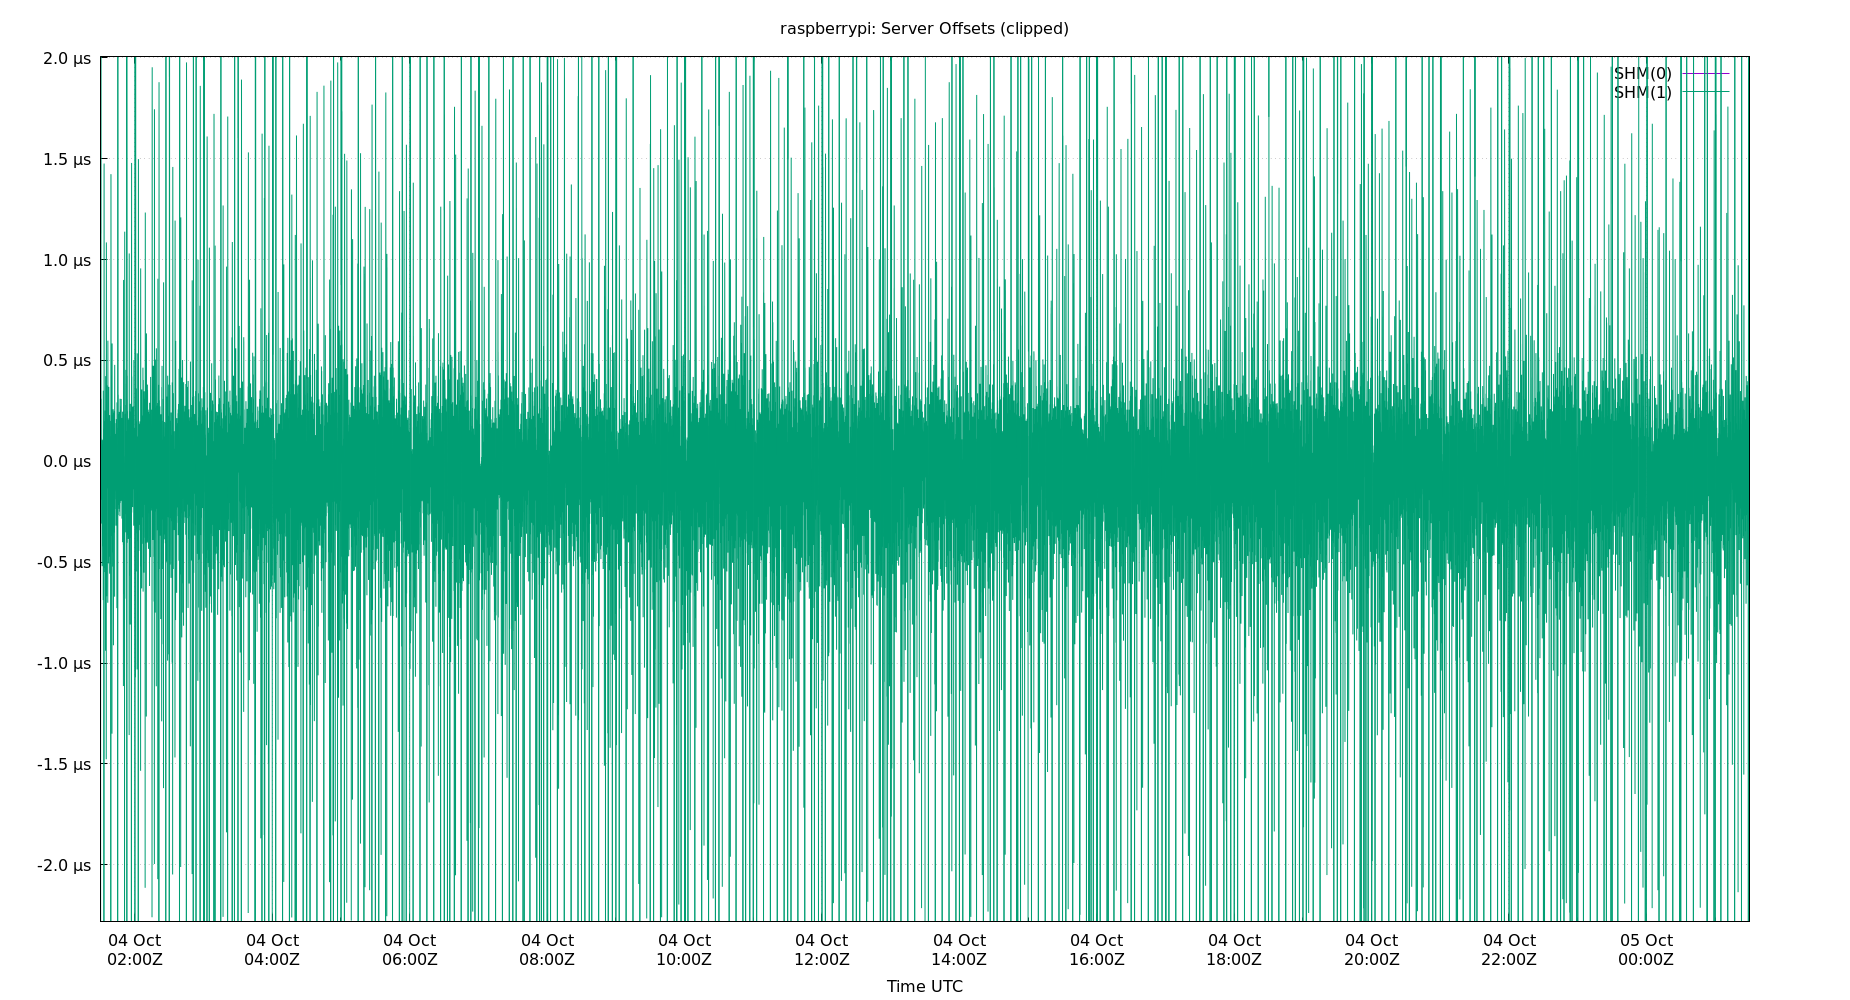 raspberrypi: Server Offsets (clipped)
2.0 µs
1.5 µs
1.0 µs
0.5 µs
0.0 µs
-0.5 µs
-1.0 µs
-1.5 µs
-2.0 µs
SHM(0)
SHM(1)
04 Oct 04 Oct 04 Oct 04 Oct 04 Oct 04 Oct 04 Oct 04 Oct 04 Oct 04 Oct 04 Oct 05 Oct
02:00Z 04:00Z 06:00Z 08:00Z 10:00Z 12:00Z 14:00Z 16:00Z 18:00Z 20:00Z 22:00Z 00:00Z
Time UTC